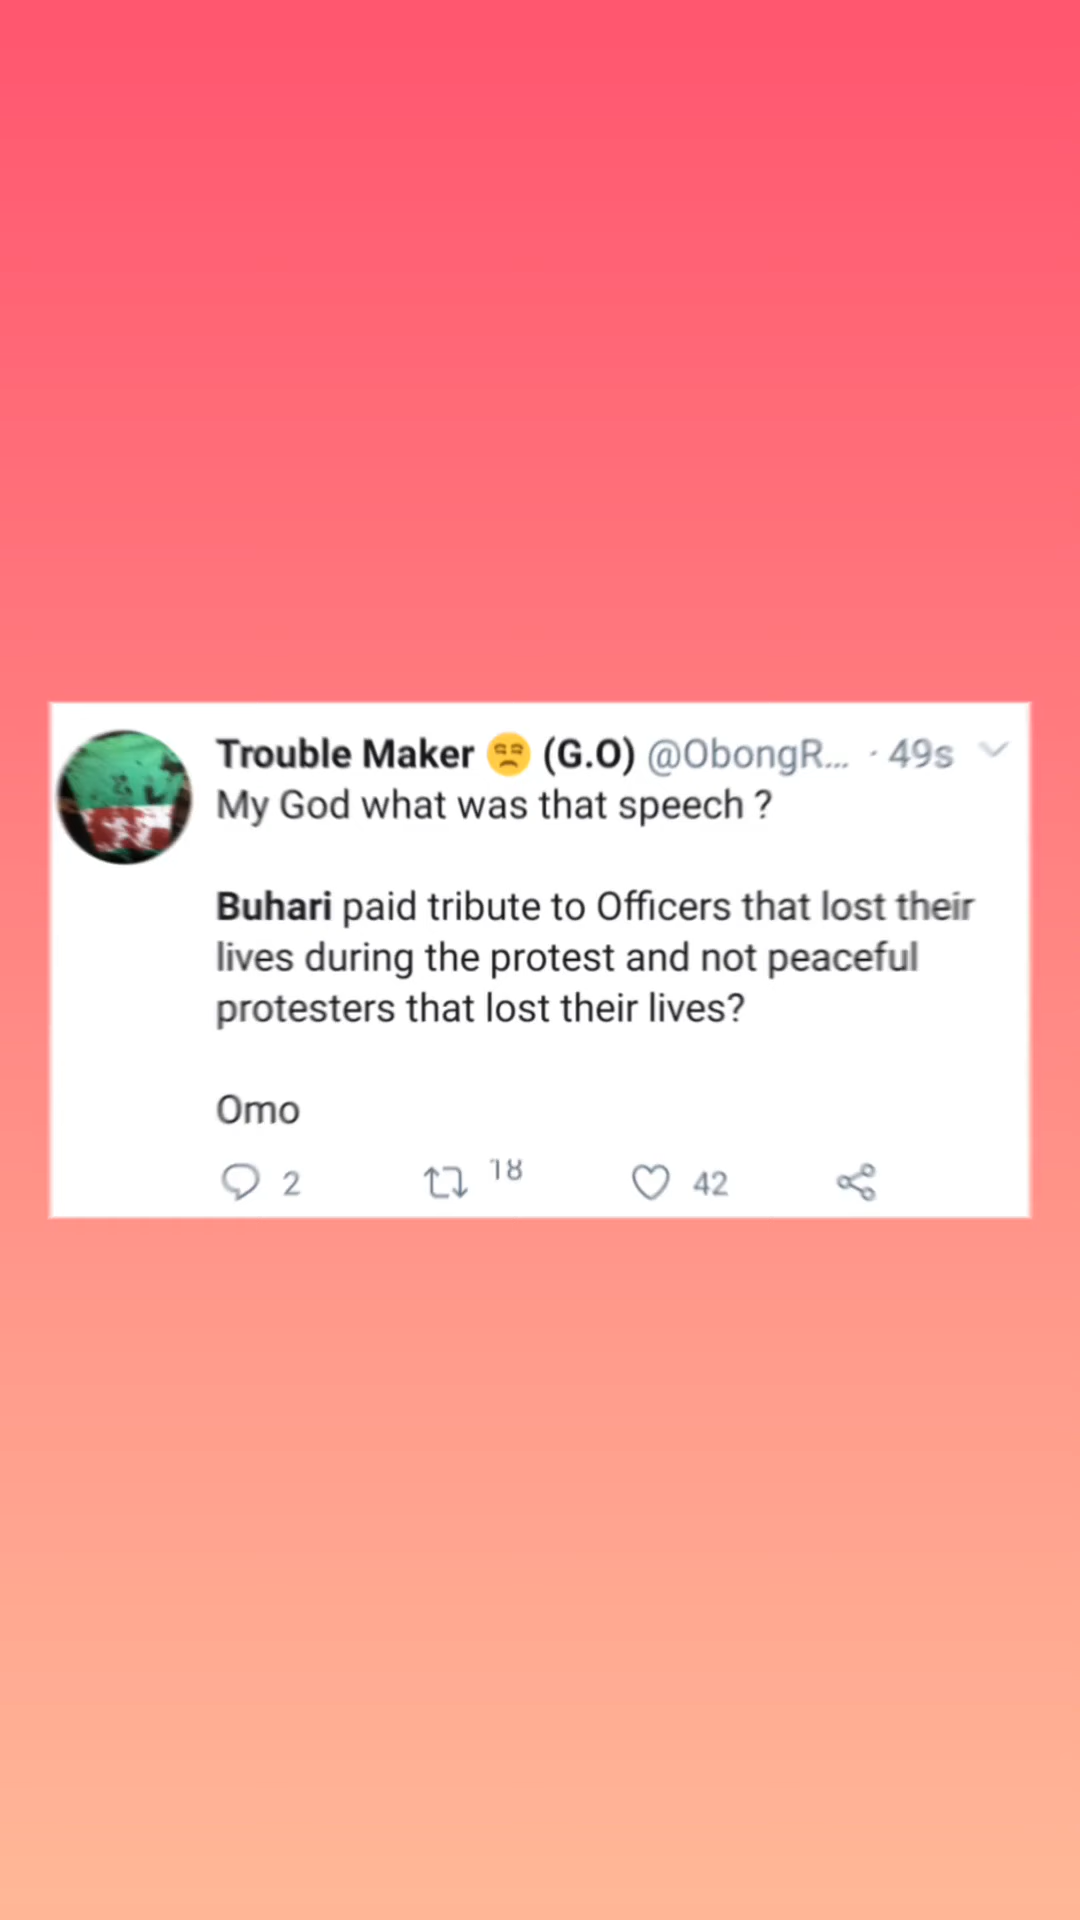 Trouble Maker 😒 (G.O) @ObongR... · 49s
My God what was that speech ?
Buhari paid tribute to Officers that lost their
lives during the protest and not peaceful
protesters that lost their lives?
Omo
2 18 42